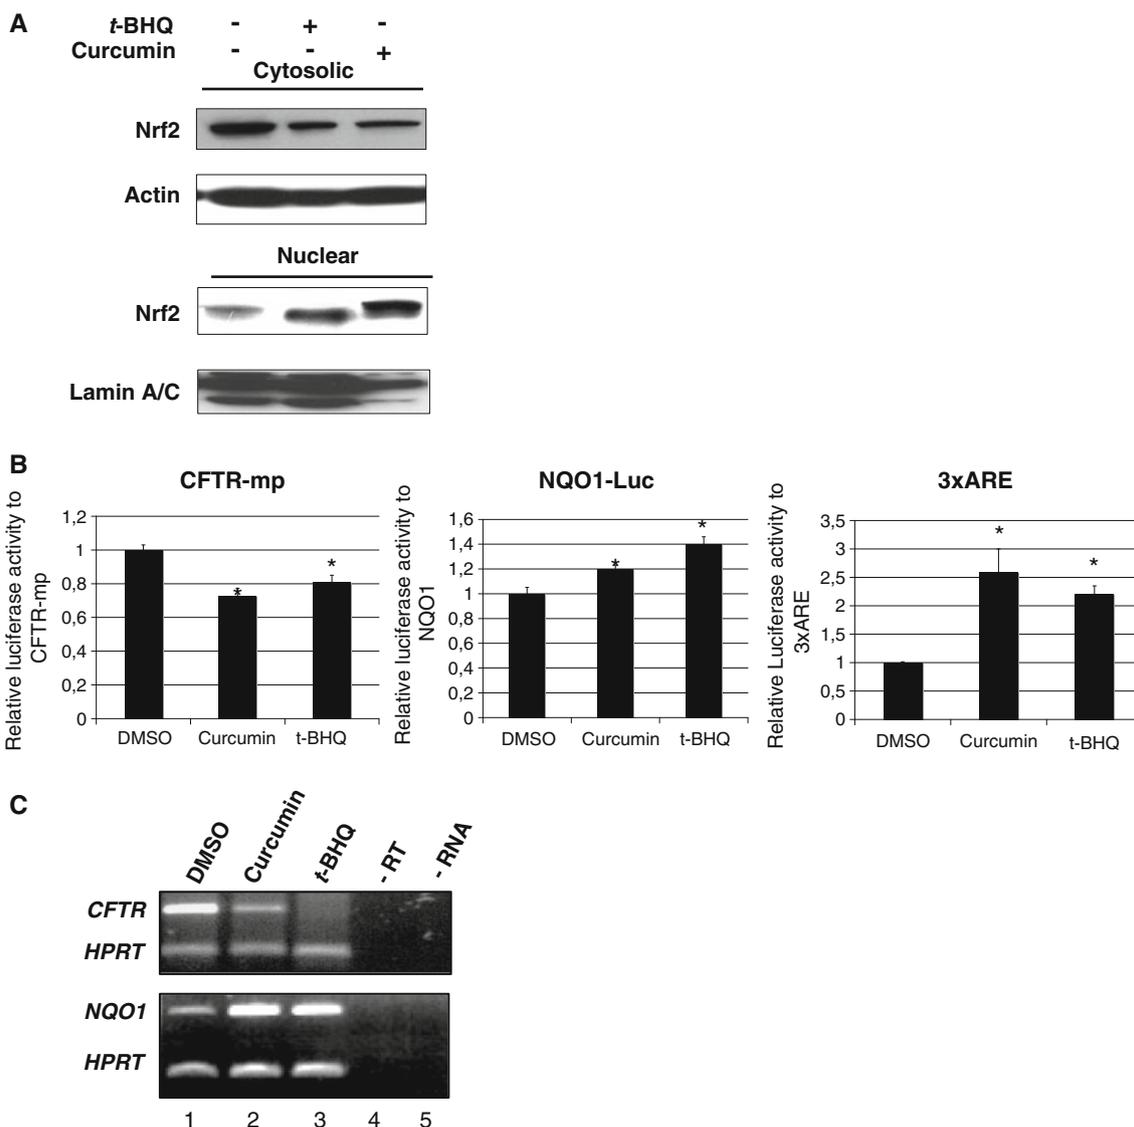 A
t-BHQ - + -
Curcumin - - +
Cytosolic
Nrf2
Actin
Nuclear
Nrf2
Lamin A/C
B
CFTR-mp
Relative luciferase activity to
CFTR-mp
1,2
1
0,8
0,6
0,4
0,2
0
*
*
DMSO Curcumin t-BHQ
NQO1-Luc
Relative luciferase activity to
NQO1
1,6
1,4
1,2
1
0,8
0,6
0,4
0,2
0
*
*
DMSO Curcumin t-BHQ
3xARE
Relative Luciferase activity to
3xARE
3,5
3
2,5
2
1,5
1
0,5
0
*
*
DMSO Curcumin t-BHQ
C
DMSO Curcumin t-BHQ - RT - RNA
CFTR
HPRT
NQO1
HPRT
1 2 3 4 5